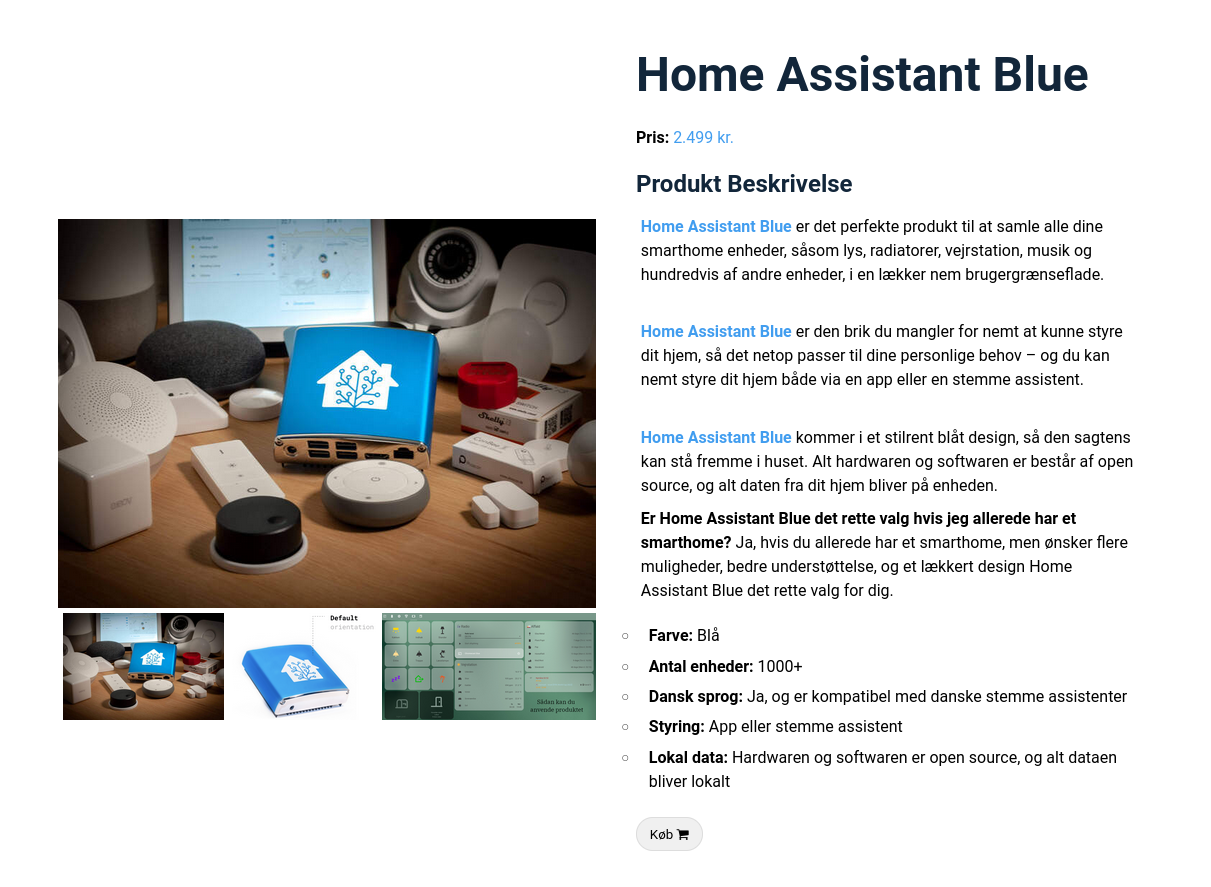 Home Assistant Blue
Pris: 2.499 kr.
Produkt Beskrivelse
Home Assistant Blue er det perfekte produkt til at samle alle dine
smarthome enheder, såsom lys, radiatorer, vejrstation, musik og
hundredvis af andre enheder, i en lækker nem brugergrænseflade.
Home Assistant Blue er den brik du mangler for nemt at kunne styre
dit hjem, så det netop passer til dine personlige behov – og du kan
nemt styre dit hjem både via en app eller en stemme assistent.
Home Assistant Blue kommer i et stilrent blåt design, så den sagtens
kan stå fremme i huset. Alt hardwaren og softwaren er består af open
source, og alt daten fra dit hjem bliver på enheden.
Er Home Assistant Blue det rette valg hvis jeg allerede har et
smarthome? Ja, hvis du allerede har et smarthome, men ønsker flere
muligheder, bedre understøttelse, og et lækkert design Home
Assistant Blue det rette valg for dig.
Farve: Blå
Antal enheder: 1000+
Dansk sprog: Ja, og er kompatibel med danske stemme assistenter
Styring: App eller stemme assistent
Lokal data: Hardwaren og softwaren er open source, og alt dataen
bliver lokalt
Køb
Shelly
Default
orientation
Sådan kan du
anvende produktet